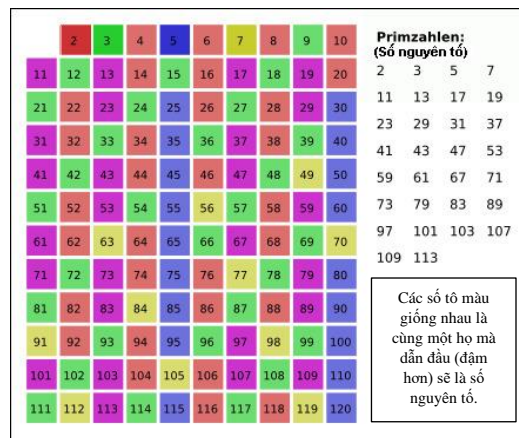 2 3 4 5 6 7 8 9 10
11 12 13 14 15 16 17 18 19 20
21 22 23 24 25 26 27 28 29 30
31 32 33 34 35 36 37 38 39 40
41 42 43 44 45 46 47 48 49 50
51 52 53 54 55 56 57 58 59 60
61 62 63 64 65 66 67 68 69 70
71 72 73 74 75 76 77 78 79 80
81 82 83 84 85 86 87 88 89 90
91 92 93 94 95 96 97 98 99 100
101 102 103 104 105 106 107 108 109 110
111 112 113 114 115 116 117 118 119 120
Primzahlen:
(Số nguyên tố)
2 3 5 7
11 13 17 19
23 29 31 37
41 43 47 53
59 61 67 71
73 79 83 89
97 101 103 107
109 113
Các số tô màu
giống nhau là
cùng một họ mà
dẫn đầu (đậm
hơn) sẽ là số
nguyên tố.